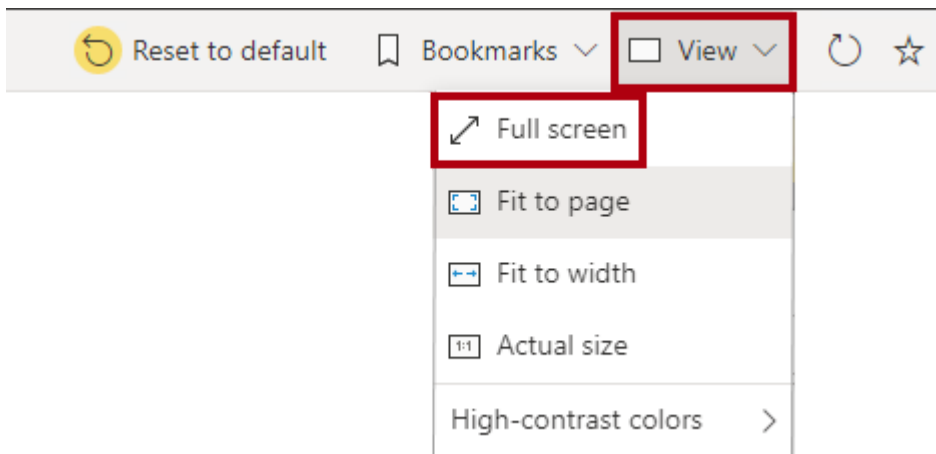 Reset to default Bookmarks View
Full screen
Fit to page
Fit to width
1:1 Actual size
High-contrast colors